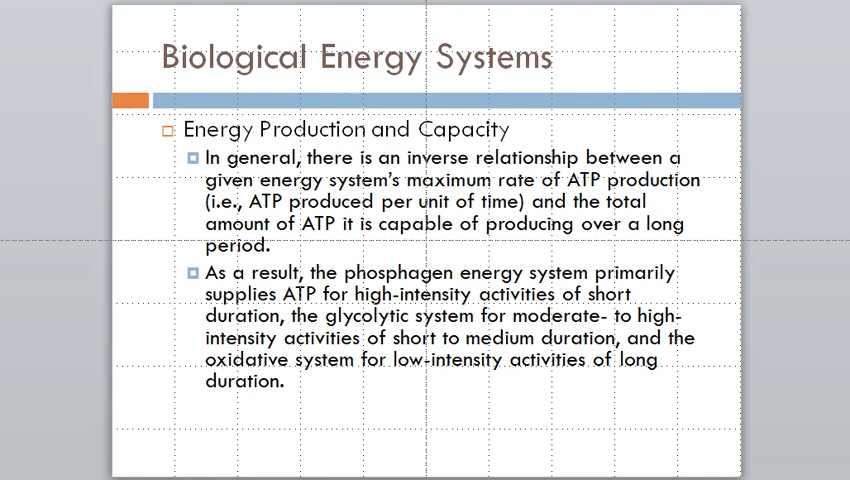 Biological Energy Systems
Energy Production and Capacity
In general, there is an inverse relationship between a
given energy system's maximum rate of ATP production
(i.e., ATP produced per unit of time) and the total
amount of ATP it is capable of producing over a long
period.
As a result, the phosphagen energy system primarily
supplies ATP for high-intensity activities of short
duration, the glycolytic system for moderate- to high-
intensity activities of short to medium duration, and the
oxidative system for low-intensity activities of long
duration.